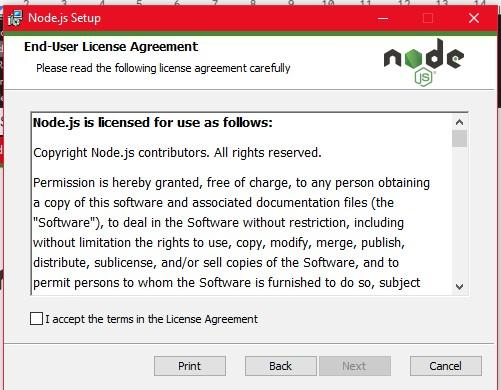 Node.js Setup
End-User License Agreement
Please read the following license agreement carefully
node
JS
Node.js is licensed for use as follows:
Copyright Node.js contributors. All rights reserved.
Permission is hereby granted, free of charge, to any person obtaining
a copy of this software and associated documentation files (the
"Software"), to deal in the Software without restriction, including
without limitation the rights to use, copy, modify, merge, publish,
distribute, sublicense, and/or sell copies of the Software, and to
permit persons to whom the Software is furnished to do so, subject
I accept the terms in the License Agreement
Print Back Next Cancel